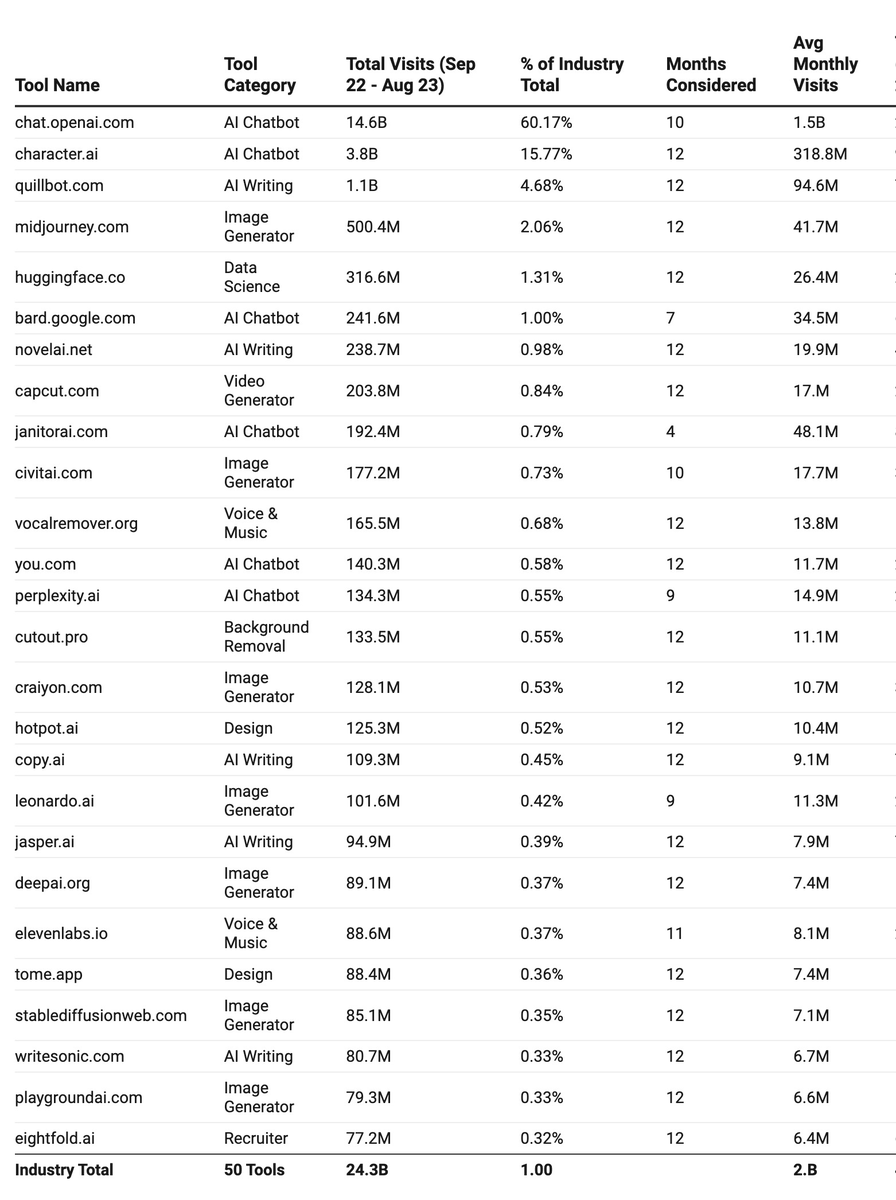 Tool Name Tool Category Total Visits (Sep 22 - Aug 23) % of Industry Total Months Considered Avg Monthly Visits
chat.openai.com AI Chatbot 14.6B 60.17% 10 1.5B
character.ai AI Chatbot 3.8B 15.77% 12 318.8M
quillbot.com AI Writing 1.1B 4.68% 12 94.6M
midjourney.com Image Generator 500.4M 2.06% 12 41.7M
huggingface.co Data Science 316.6M 1.31% 12 26.4M
bard.google.com AI Chatbot 241.6M 1.00% 7 34.5M
novelai.net AI Writing 238.7M 0.98% 12 19.9M
capcut.com Video Generator 203.8M 0.84% 12 17.M
janitorai.com AI Chatbot 192.4M 0.79% 4 48.1M
civitai.com Image Generator 177.2M 0.73% 10 17.7M
vocalremover.org Voice & Music 165.5M 0.68% 12 13.8M
you.com AI Chatbot 140.3M 0.58% 12 11.7M
perplexity.ai AI Chatbot 134.3M 0.55% 9 14.9M
cutout.pro Background Removal 133.5M 0.55% 12 11.1M
craiyon.com Image Generator 128.1M 0.53% 12 10.7M
hotpot.ai Design 125.3M 0.52% 12 10.4M
copy.ai AI Writing 109.3M 0.45% 12 9.1M
leonardo.ai Image Generator 101.6M 0.42% 9 11.3M
jasper.ai AI Writing 94.9M 0.39% 12 7.9M
deepai.org Image Generator 89.1M 0.37% 12 7.4M
elevenlabs.io Voice & Music 88.6M 0.37% 11 8.1M
tome.app Design 88.4M 0.36% 12 7.4M
stablediffusionweb.com Image Generator 85.1M 0.35% 12 7.1M
writesonic.com AI Writing 80.7M 0.33% 12 6.7M
playgroundai.com Image Generator 79.3M 0.33% 12 6.6M
eightfold.ai Recruiter 77.2M 0.32% 12 6.4M
Industry Total 50 Tools 24.3B 1.00 2.B